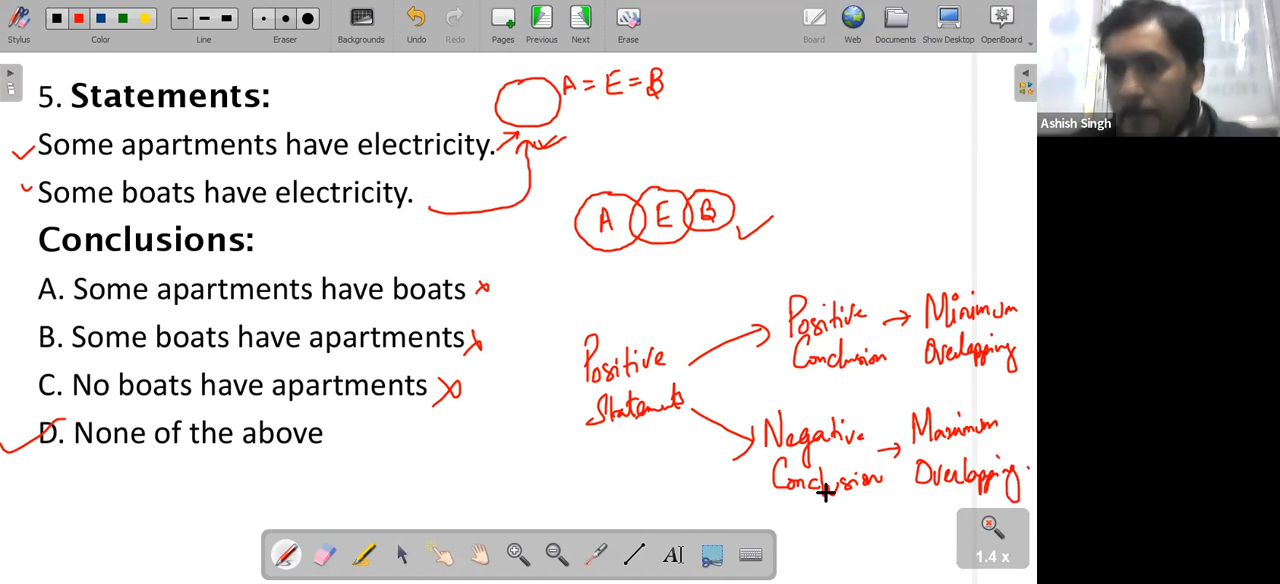 Stylus
Color
Line
Eraser
Backgrounds
Undo
Redo
Pages
Previous
Next
Erase
Board
Web
Documents
Show Desktop
OpenBoard
Ashish Singh
5. Statements:
A = E = B
Some apartments have electricity.
Some boats have electricity.
A E B
Conclusions:
A. Some apartments have boats
B. Some boats have apartments
C. No boats have apartments
D. None of the above
Positive
Statements
Positive
Conclusion
Minimum
Overlapping
Negative
Conclusion
Maximum
Overlapping.
AI
1.4 x